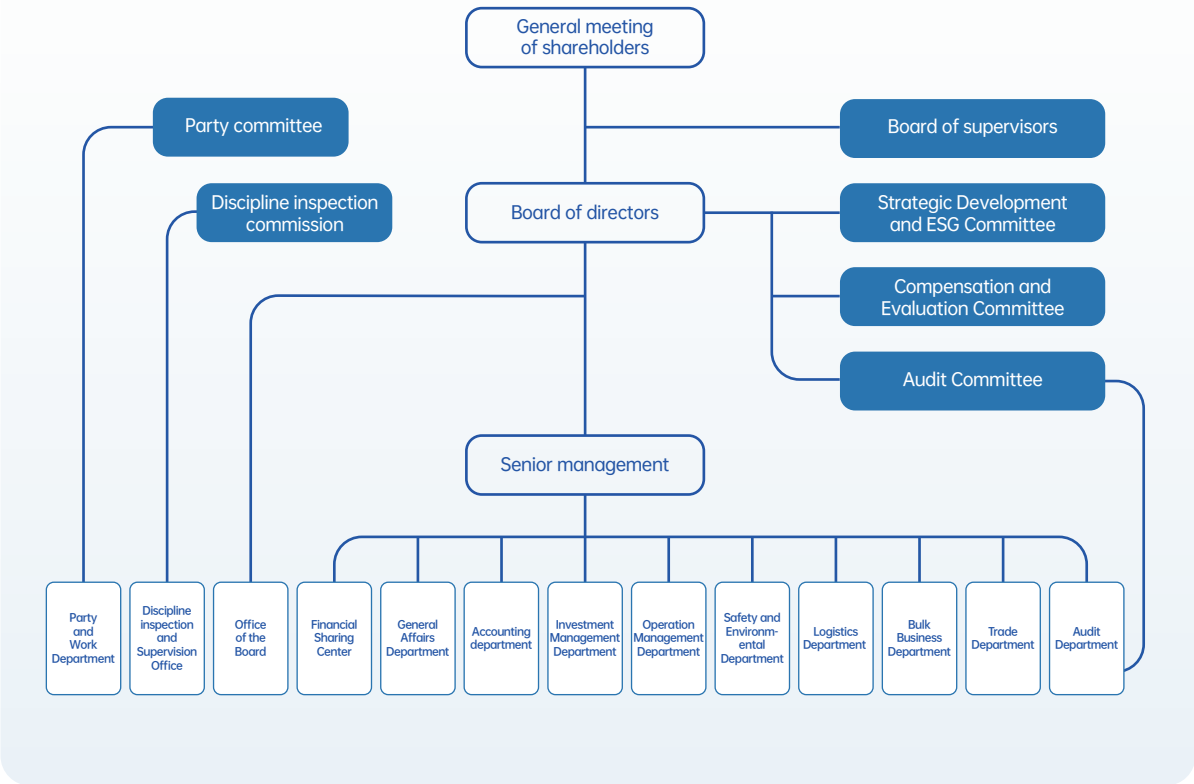 General meeting
of shareholders
Party committee
Board of supervisors
Discipline inspection
commission
Board of directors
Strategic Development
and ESG Committee
Compensation and
Evaluation Committee
Audit Committee
Senior management
Party
and
Work
Department
Discipline
inspection
and
Supervision
Office
Office
of the
Board
Financial
Sharing
Center
General
Affairs
Department
Accounting
department
Investment
Management
Department
Operation
Management
Department
Safety and
Environm-
ental
Department
Logistics
Department
Bulk
Business
Department
Trade
Department
Audit
Department